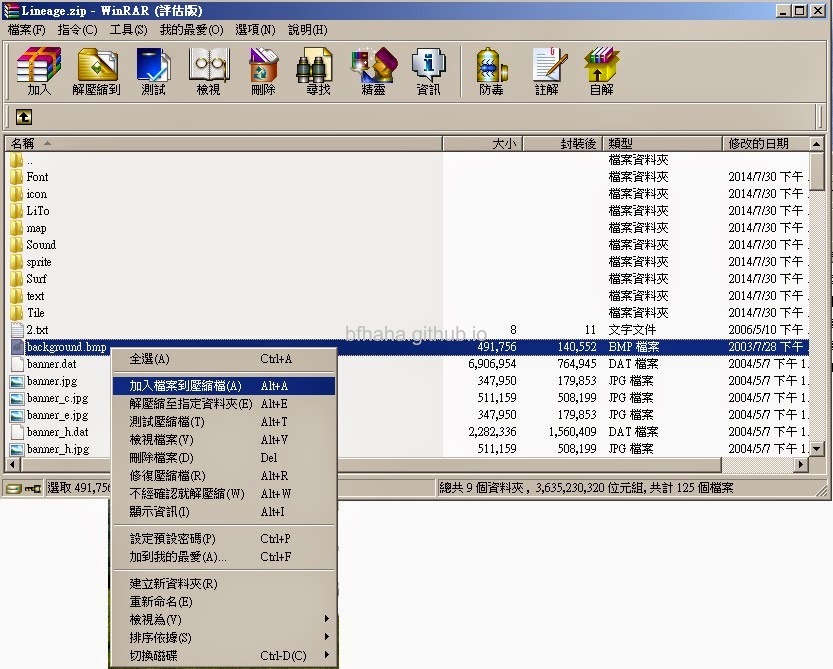 Lineage.zip - WinRAR (評估版)
檔案(F) 指令(C) 工具(S) 我的最愛(O) 選項(N) 說明(H)
加入 解壓縮到 測試 檢視 刪除 尋找 精靈 資訊 防毒 註解 自解
名稱 大小 封裝後 類型 修改的日期
.. 檔案資料夾
Font 檔案資料夾 2014/7/30 下午
icon 檔案資料夾 2014/7/30 下午
LiTo 檔案資料夾 2014/7/30 下午
map 檔案資料夾 2014/7/30 下午
Sound 檔案資料夾 2014/7/30 下午
sprite 檔案資料夾 2014/7/30 下午
Surf 檔案資料夾 2014/7/30 下午
text 檔案資料夾 2014/7/30 下午
Tile 檔案資料夾 2014/7/30 下午
2.txt 8 11 文字文件 2006/5/10 下午
bfhaha.github.io
background.bmp 491,756 140,552 BMP 檔案 2003/7/28 下午
banner.dat 6,906,954 764,945 DAT 檔案 2004/5/7 下午 1
banner.jpg 347,950 179,853 JPG 檔案 2004/5/7 下午 1
banner_c.jpg 511,159 508,199 JPG 檔案 2004/5/7 下午 1
banner_e.jpg 347,950 179,853 JPG 檔案 2004/5/7 下午 1
banner_h.dat 2,282,336 1,560,409 DAT 檔案 2004/5/7 下午 1
banner_h.jpg 511,159 508,199 JPG 檔案 2004/5/7 下午 1
選取 491,756
總共 9 個資料夾, 3,635,230,320 位元組, 共計 125 個檔案
全選(A) Ctrl+A
加入檔案到壓縮檔(A) Alt+A
解壓縮至指定資料夾(E) Alt+E
測試壓縮檔(T) Alt+T
檢視檔案(V) Alt+V
刪除檔案(D) Del
修復壓縮檔(R) Alt+R
不經確認就解壓縮(W) Alt+W
顯示資訊(I) Alt+I
設定預設密碼(P) Ctrl+P
加到我的最愛(A)... Ctrl+F
建立新資料夾(R)
重新命名(E)
檢視為(V)
排序依據(S)
切換磁碟 Ctrl-D(C)